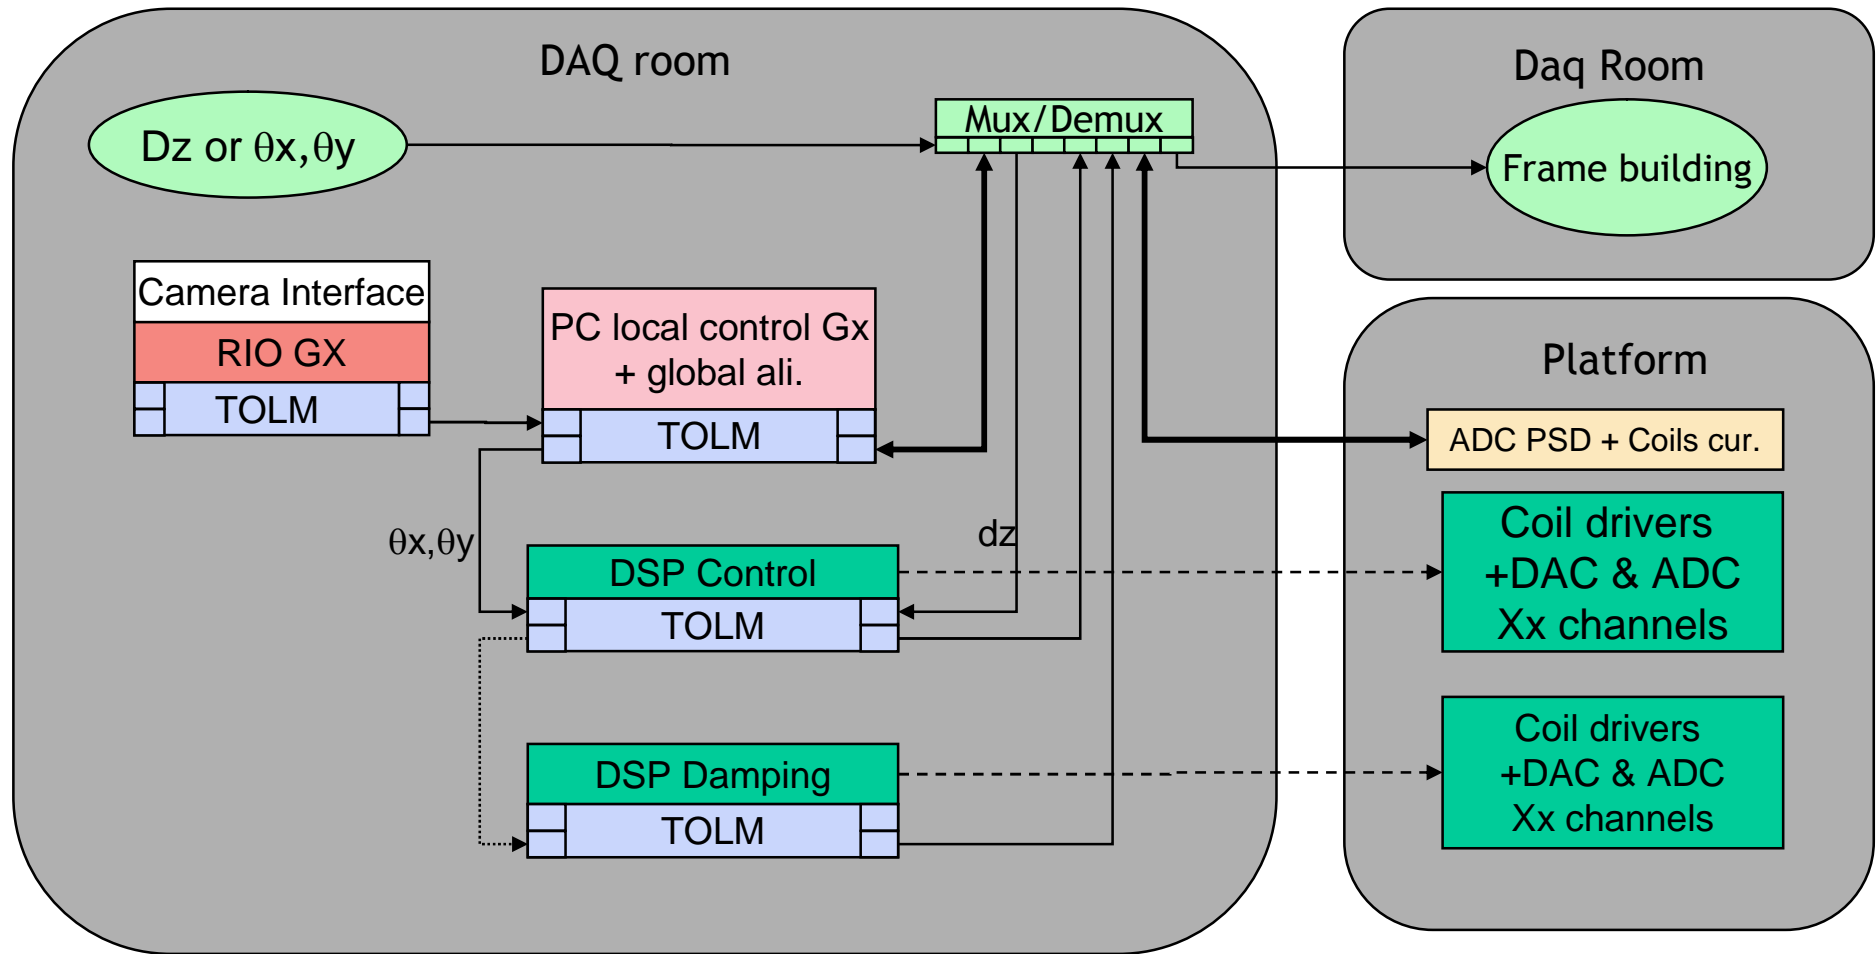 DAQ room
Daq Room
Mux/Demux
Dz or θx,θy
Frame building
Camera Interface
RIO GX
TOLM
PC local control Gx
+ global ali.
TOLM
Platform
ADC PSD + Coils cur.
θx,θy
dz
DSP Control
TOLM
Coil drivers
+DAC & ADC
Xx channels
DSP Damping
TOLM
Coil drivers
+DAC & ADC
Xx channels